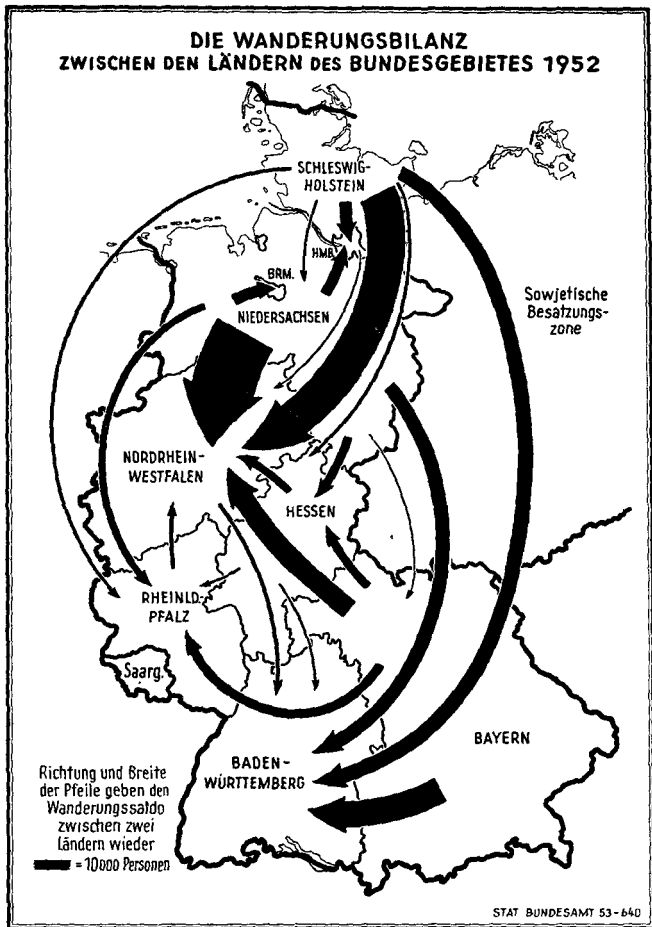 DIE WANDERUNGSBILANZ
ZWISCHEN DEN LÄNDERN DES BUNDESGEBIETES 1952
SCHLESWIG-
HOLSTEIN
HMB.
BRM.
NIEDERSACHSEN
Sowjetische
Besatzungs-
zone
NORDRHEIN-
WESTFALEN
HESSEN
RHEINLD-
PFALZ
Saarg.
BAYERN
BADEN-
WÜRTTEMBERG
Richtung und Breite
der Pfeile geben den
Wanderungssaldo
zwischen zwei
Ländern wieder
= 10 000 Personen
STAT BUNDESAMT 53-640